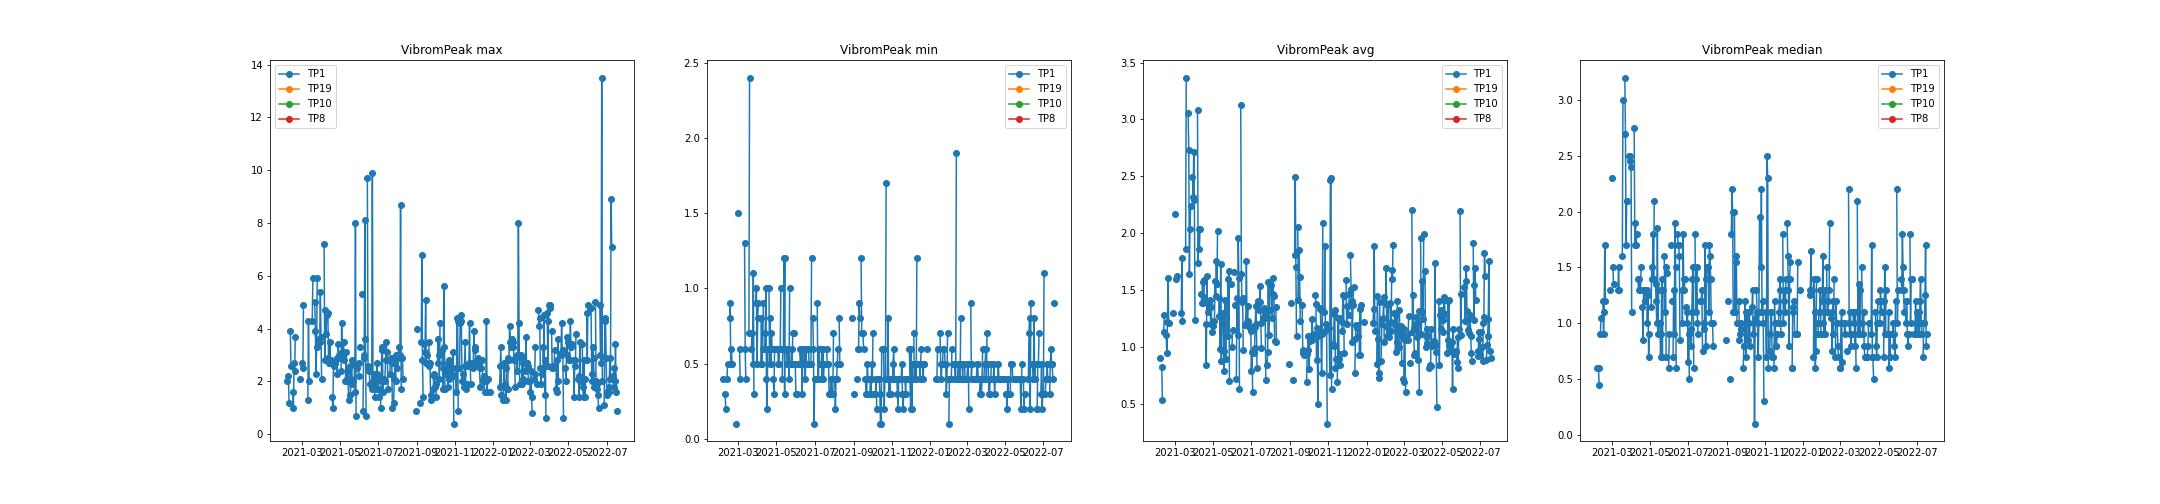 VibromPeak max
14
12
10
8
6
4
2
0
TP1
TP19
TP10
TP8
2021-03 2021-05 2021-07 2021-09 2021-11 2022-01 2022-03 2022-05 2022-07
VibromPeak min
2.5
2.0
1.5
1.0
0.5
0.0
TP1
TP19
TP10
TP8
2021-03 2021-05 2021-07 2021-09 2021-11 2022-01 2022-03 2022-05 2022-07
VibromPeak avg
3.5
3.0
2.5
2.0
1.5
1.0
0.5
TP1
TP19
TP10
TP8
2021-03 2021-05 2021-07 2021-09 2021-11 2022-01 2022-03 2022-05 2022-07
VibromPeak median
3.0
2.5
2.0
1.5
1.0
0.5
0.0
TP1
TP19
TP10
TP8
2021-03 2021-05 2021-07 2021-09 2021-11 2022-01 2022-03 2022-05 2022-07